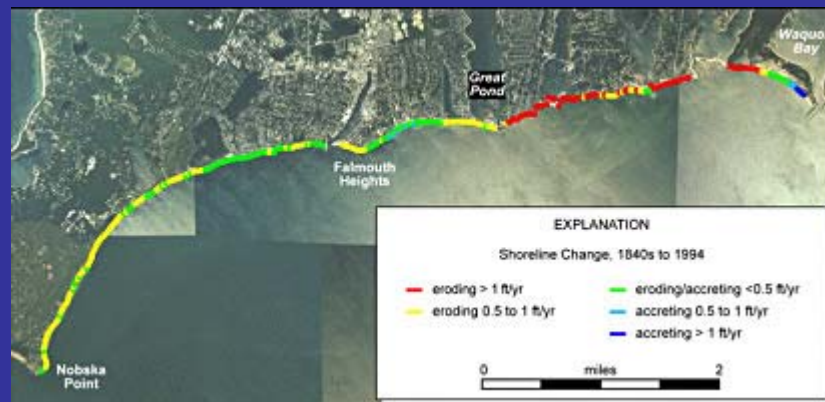 Waquoit
Bay
Great
Pond
Falmouth
Heights
Nobska
Point
EXPLANATION
Shoreline Change, 1840s to 1994
eroding > 1 ft/yr
eroding 0.5 to 1 ft/yr
eroding/accreting <0.5 ft/yr
accreting 0.5 to 1 ft/yr
accreting > 1 ft/yr
0 miles 2